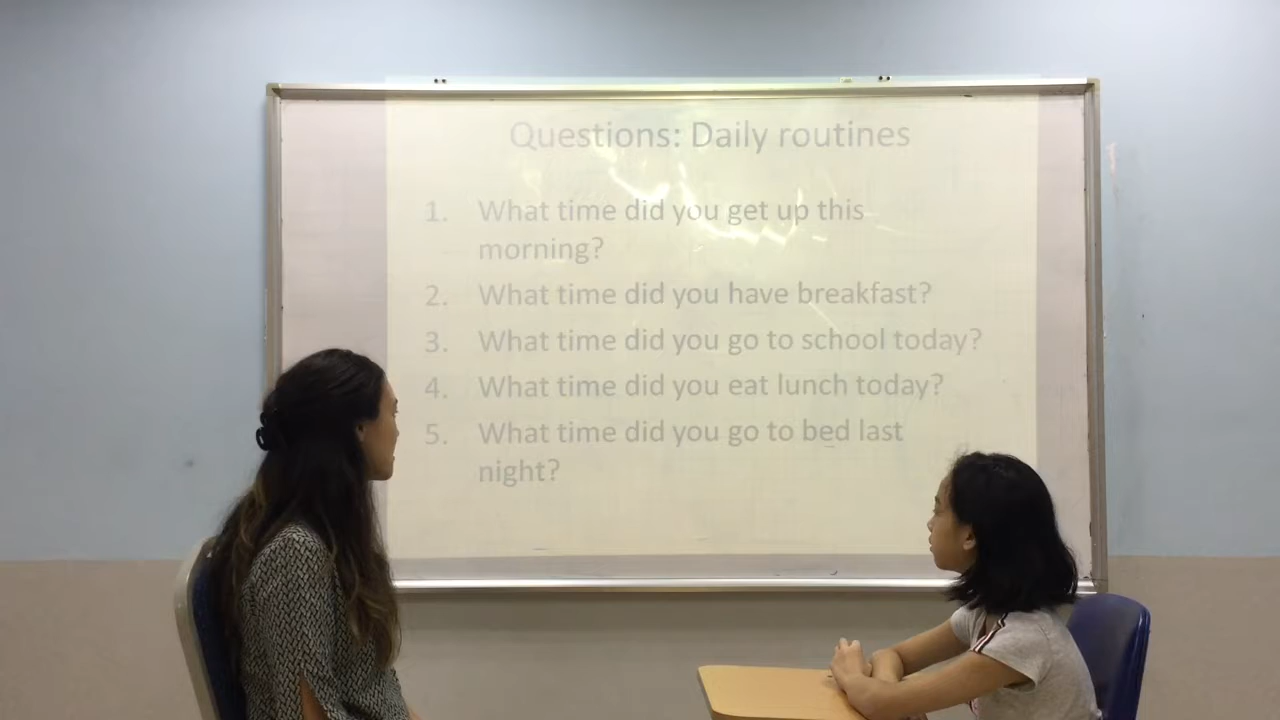 Questions: Daily routines
1. What time did you get up this
morning?
2. What time did you have breakfast?
3. What time did you go to school today?
4. What time did you eat lunch today?
5. What time did you go to bed last
night?